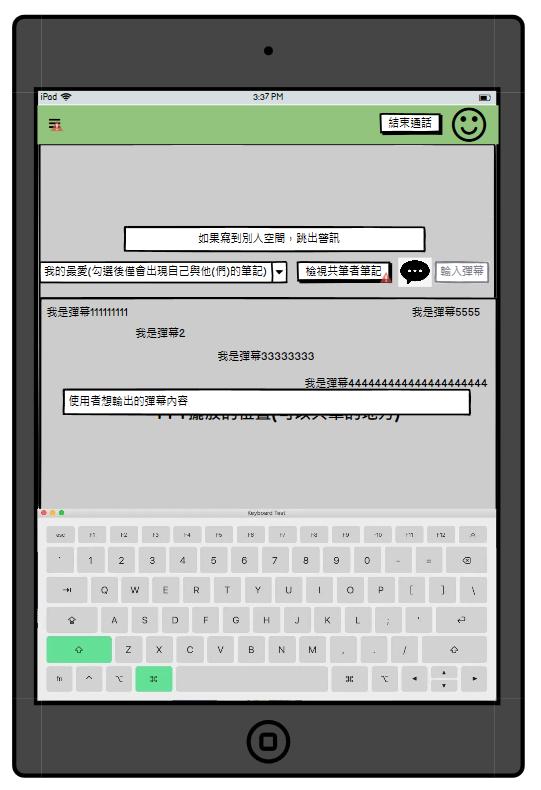 iPod 3:37 PM
結束通話
如果寫到別人空間，跳出警訊
我的最愛(勾選後僅會出現自己與他(們)的筆記) 檢視共筆者筆記 輸入彈幕
我是彈幕111111111 我是彈幕5555
我是彈幕2
我是彈幕33333333
我是彈幕4444444444444444444444
使用者想輸出的彈幕內容
PPT擺放的位置(可以共筆的地方)
Keyboard Test
esc F1 F2 F3 F4 F5 F6 F7 F8 F9 F10 F11 F12
` 1 2 3 4 5 6 7 8 9 0 - =
Q W E R T Y U I O P [ ] \
A S D F G H J K L ; '
Z X C V B N M , . /
fn